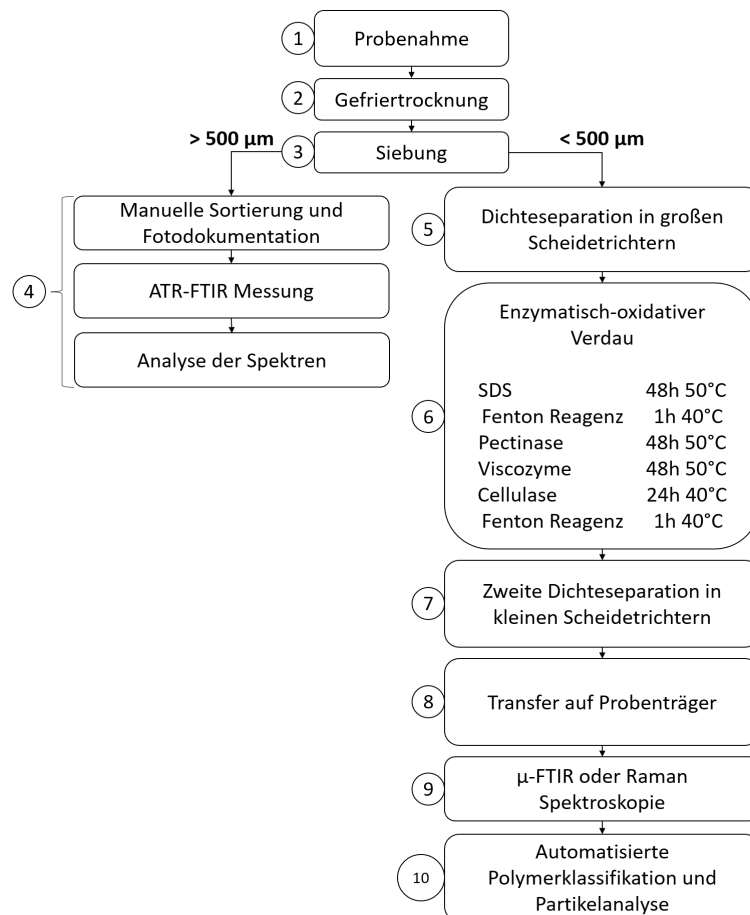 1
Probenahme
2
Gefriertrocknung
> 500 µm
3
Siebung
< 500 µm
Manuelle Sortierung und
Fotodokumentation
4
ATR-FTIR Messung
Analyse der Spektren
5
Dichteseparation in großen
Scheidetrichtern
6
Enzymatisch-oxidativer
Verdau
SDS 48h 50°C
Fenton Reagenz 1h 40°C
Pectinase 48h 50°C
Viscozyme 48h 50°C
Cellulase 24h 40°C
Fenton Reagenz 1h 40°C
7
Zweite Dichteseparation in
kleinen Scheidetrichtern
8
Transfer auf Probenträger
9
µ-FTIR oder Raman
Spektroskopie
10
Automatisierte
Polymerklassifikation und
Partikelanalyse